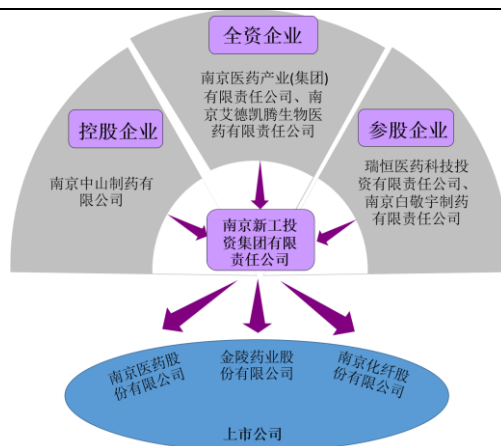 全资企业
南京医药产业(集团)
有限责任公司、南
京艾德凯腾生物医
药有限责任公司
控股企业
南京中山制药有
限公司
参股企业
瑞恒医药科技投
资有限责任公司、
南京白敬宇制药
有限责任公司
南京新工投
资集团有限
责任公司
南京医药股
份有限公司
金陵药业股
份有限公司
南京化纤股
份有限公司
上市公司